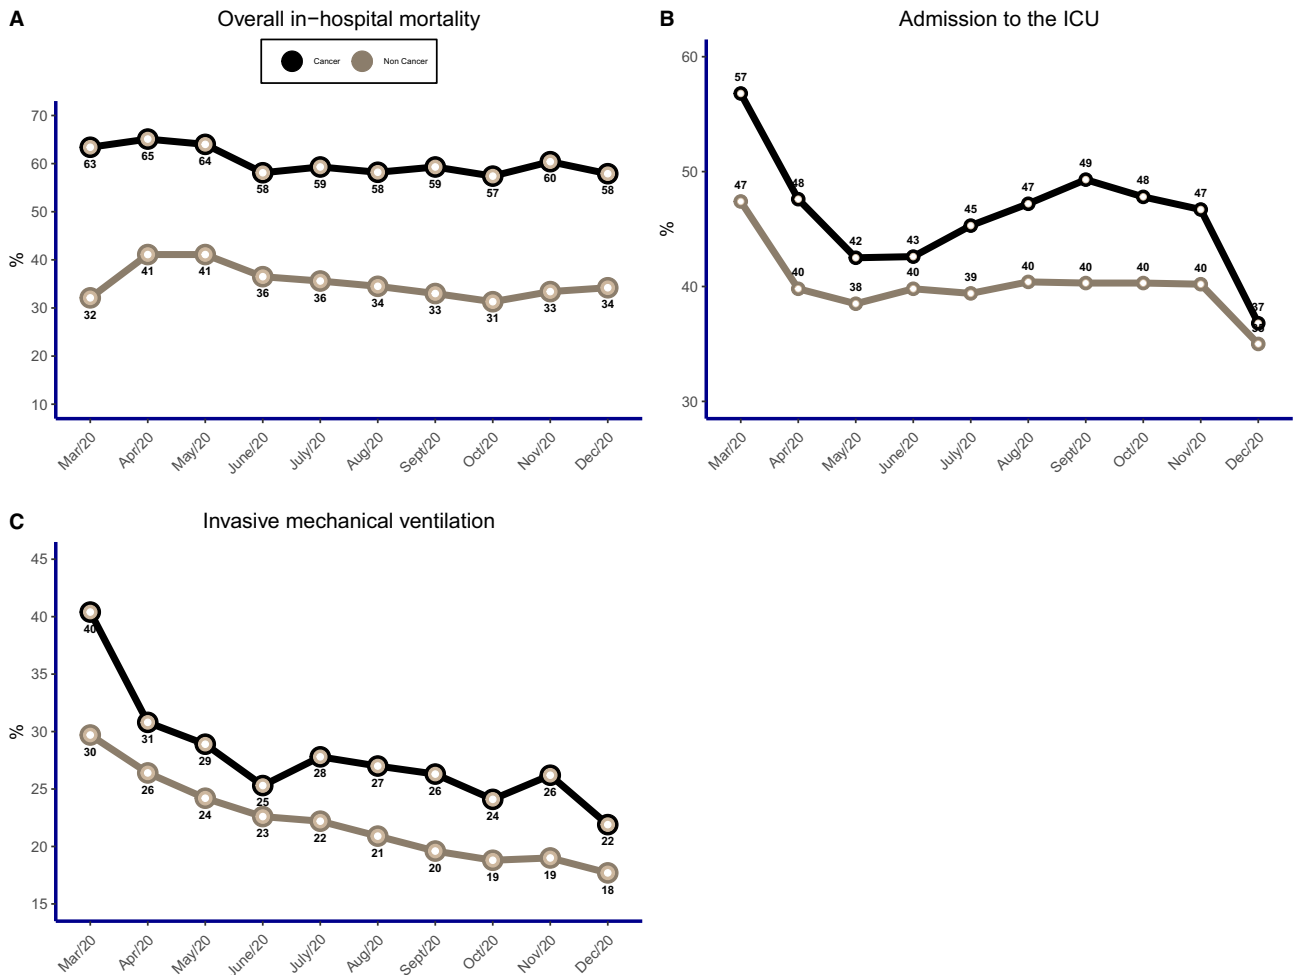 A
Overall in−hospital mortality
Cancer Non Cancer
70
60
50
40
30
20
10
%
63 65 64 58 59 58 59 57 60 58
32 41 41 36 36 34 33 31 33 34
Mar/20 Apr/20 May/20 June/20 July/20 Aug/20 Sept/20 Oct/20 Nov/20 Dec/20
B
Admission to the ICU
60
50
40
30
%
57 48 42 43 45 47 49 48 47 37
47 40 38 40 39 40 40 40 40 35
Mar/20 Apr/20 May/20 June/20 July/20 Aug/20 Sept/20 Oct/20 Nov/20 Dec/20
C
Invasive mechanical ventilation
45
40
35
30
25
20
15
%
40 31 29 25 28 27 26 24 26 22
30 26 24 23 22 21 20 19 19 18
Mar/20 Apr/20 May/20 June/20 July/20 Aug/20 Sept/20 Oct/20 Nov/20 Dec/20